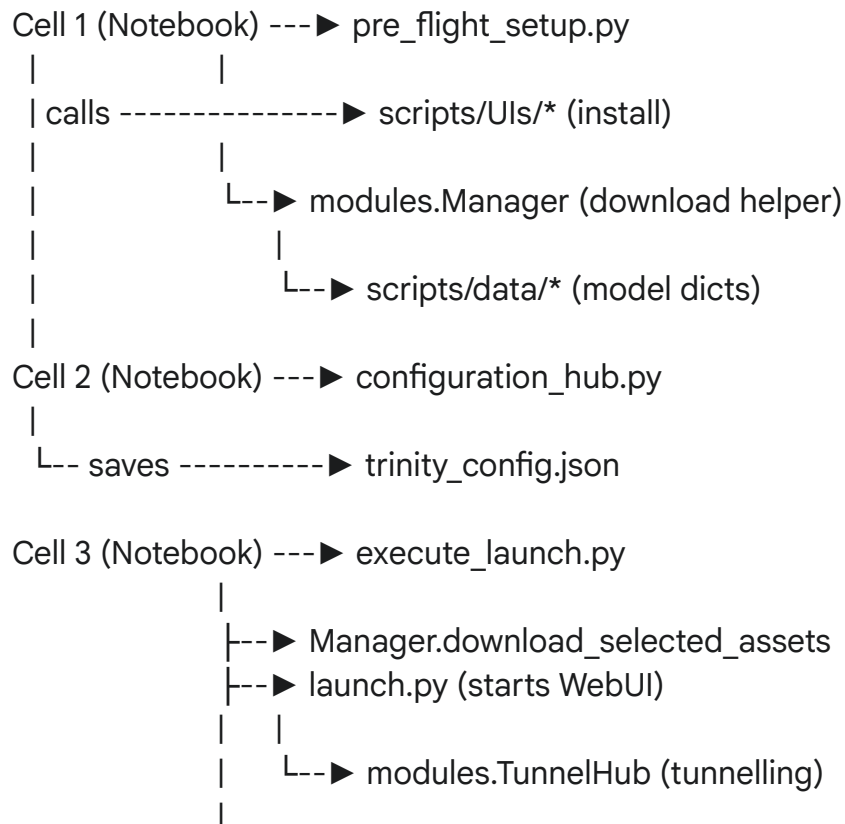 Cell 1 (Notebook) ---► pre_flight_setup.py
 |                    |
 | calls ---------------► scripts/UIs/* (install)
 |                    |
 |                    └--► modules.Manager (download helper)
 |                          |
 |                          └--► scripts/data/* (model dicts)
 |
Cell 2 (Notebook) ---► configuration_hub.py
 |
 └-- saves ----------► trinity_config.json

Cell 3 (Notebook) ---► execute_launch.py
                    |
                    ├--► Manager.download_selected_assets
                    ├--► launch.py (starts WebUI)
                    |     |
                    |     └--► modules.TunnelHub (tunnelling)
                    |